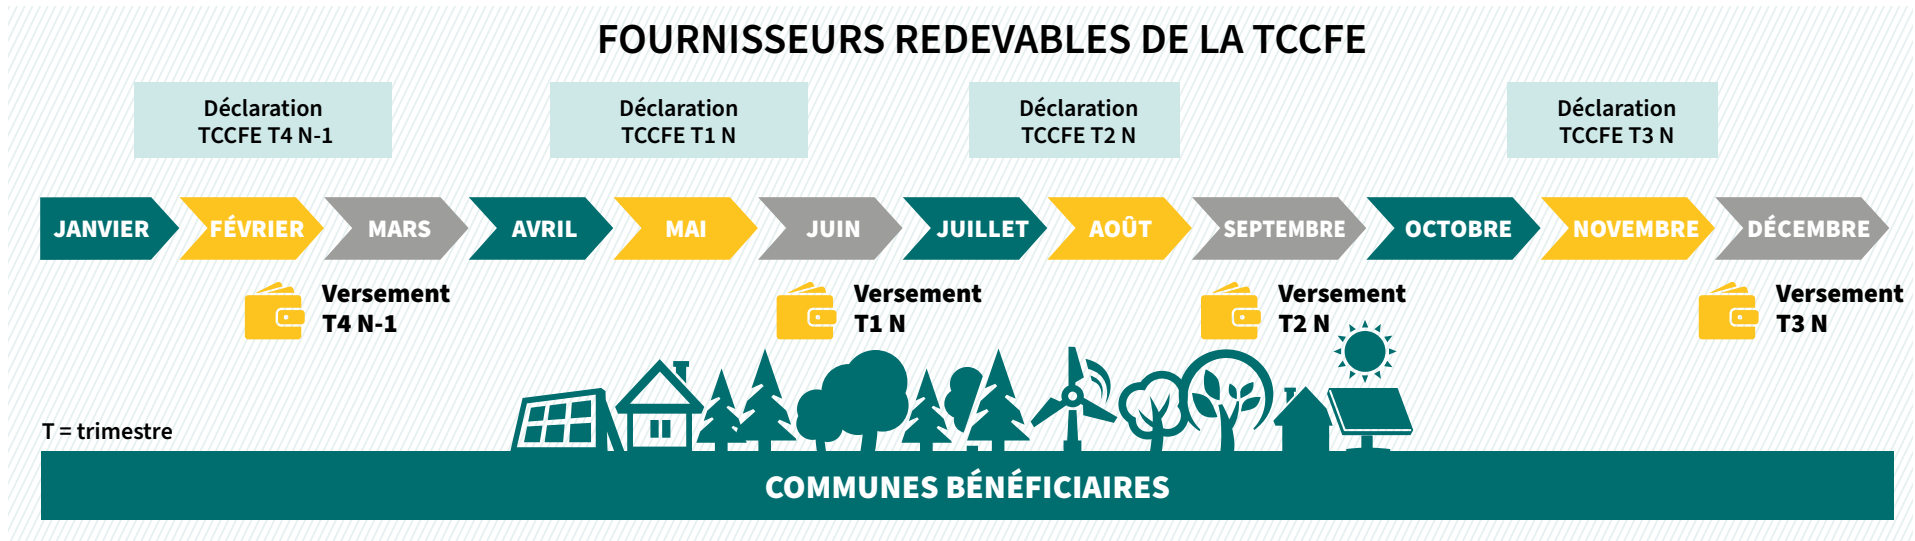 FOURNISSEURS REDEVABLES DE LA TCCFE
Déclaration
TCCFE T4 N-1
Déclaration
TCCFE T1 N
Déclaration
TCCFE T2 N
Déclaration
TCCFE T3 N
JANVIER
FÉVRIER
MARS
AVRIL
MAI
JUIN
JUILLET
AOÛT
SEPTEMBRE
OCTOBRE
NOVEMBRE
DÉCEMBRE
Versement
T4 N-1
Versement
T1 N
Versement
T2 N
Versement
T3 N
T = trimestre
COMMUNES BÉNÉFICIAIRES